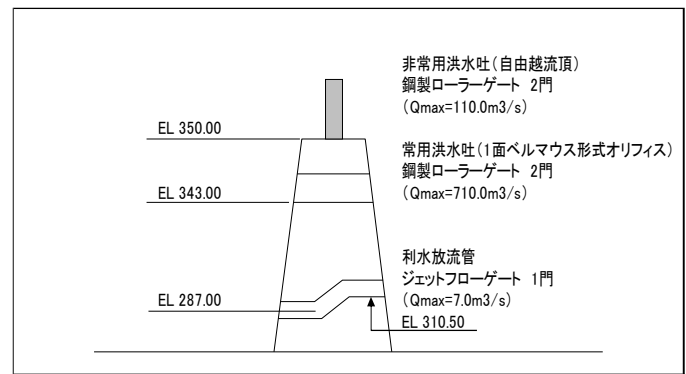 非常用洪水吐(自由越流頂)
鋼製ローラーゲート 2門
(Qmax=110.0m3/s)
EL 350.00
常用洪水吐(1面ベルマウス形式オリフィス)
鋼製ローラーゲート 2門
(Qmax=710.0m3/s)
EL 343.00
利水放流管
ジェットフローゲート 1門
(Qmax=7.0m3/s)
EL 287.00
EL 310.50